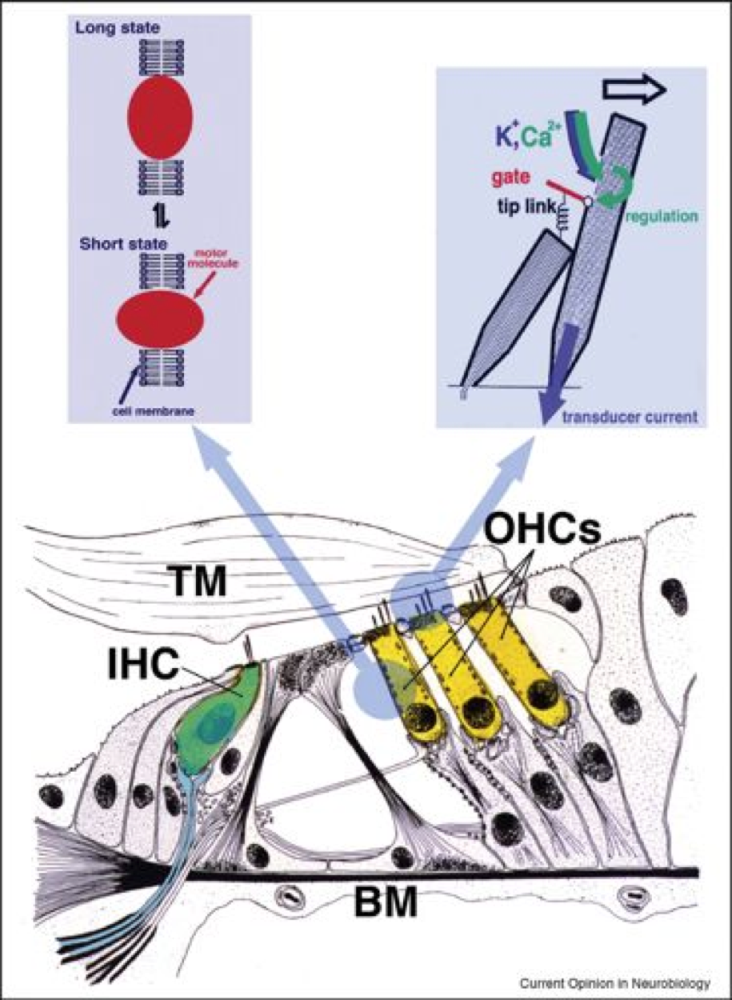 Long state
Short state
motor
molecule
cell membrane
K+, Ca2+
gate
tip link
regulation
transducer current
OHCs
TM
IHC
BM
Current Opinion in Neurobiology